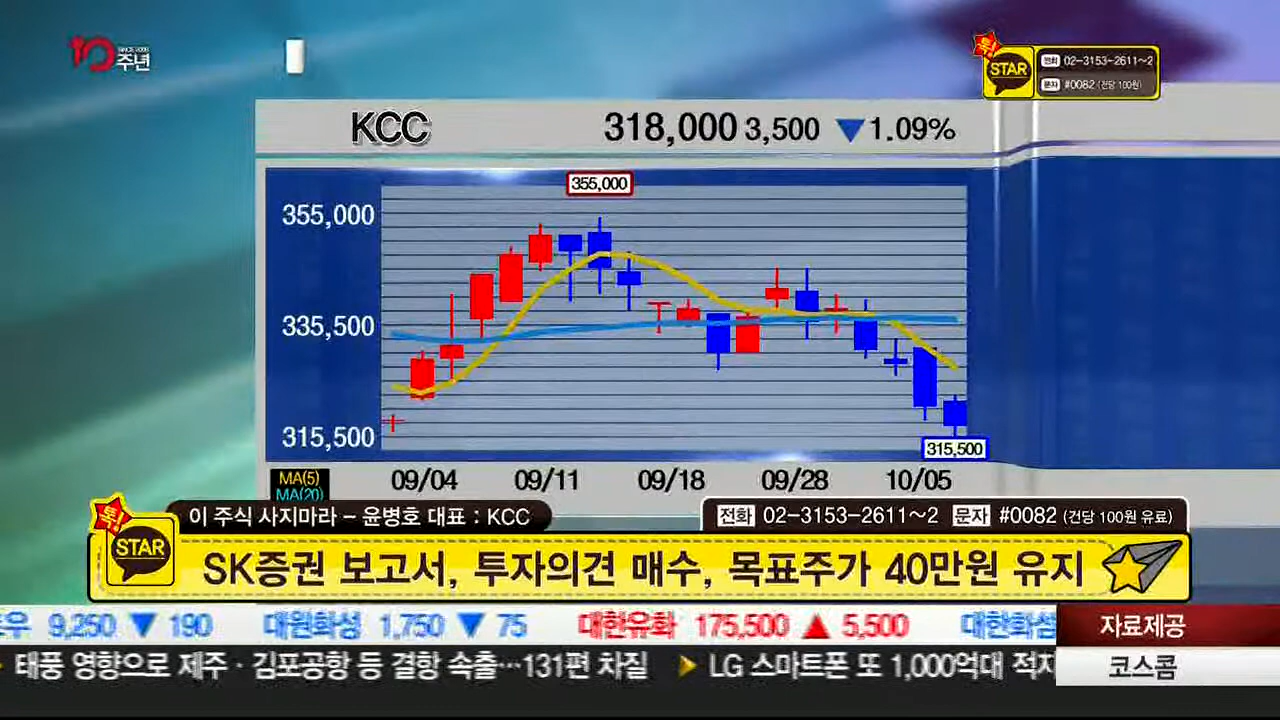 10주년
SINCE 2008
톡!
STAR
전화 02-3153-2611~2
문자 #0082 (건당 100원)
KCC 318,000 3,500 ▼1.09%
355,000
355,000
335,500
315,500
315,500
MA(5)
MA(20)
09/04 09/11 09/18 09/28 10/05
이 주식 사지마라 – 윤병호 대표 : KCC
전화 02-3153-2611~2 문자 #0082 (건당 100원 유료)
톡!
STAR
SK증권 보고서, 투자의견 매수, 목표주가 40만원 유지
우 9,250 ▼ 190 대원화성 1,750 ▼ 75 대한유화 175,500 ▲ 5,500 대한화섬
자료제공
태풍 영향으로 제주·김포공항 등 결항 속출…131편 차질 LG 스마트폰 또 1,000억대 적자
코스콤